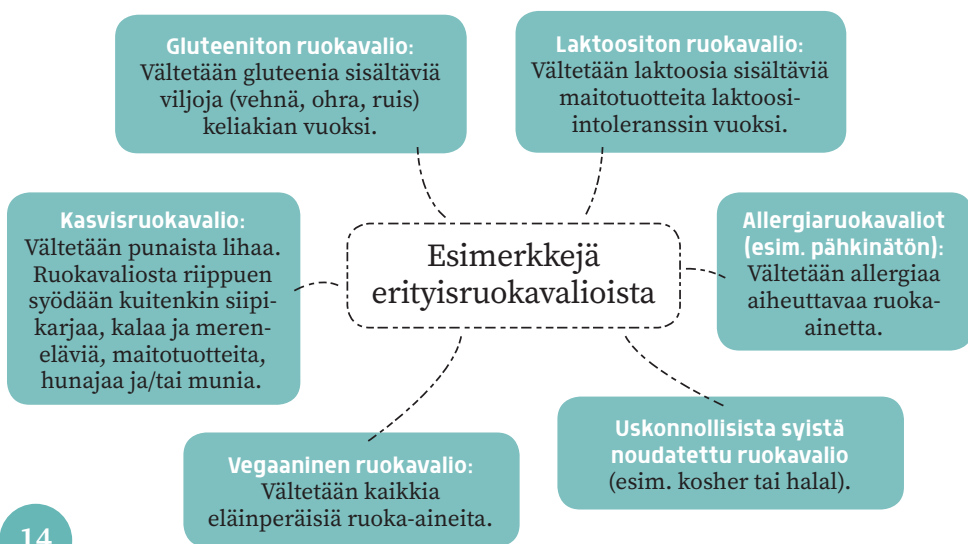 Gluteeniton ruokavalio:
Vältetään gluteenia sisältäviä
viljoja (vehnä, ohra, ruis)
keliakian vuoksi.
Laktoositon ruokavalio:
Vältetään laktoosia sisältäviä
maitotuotteita laktoosi-
intoleranssin vuoksi.
Kasvisruokavalio:
Vältetään punaista lihaa.
Ruokavaliosta riippuen
syödään kuitenkin siipi-
karjaa, kalaa ja meren-
eläviä, maitotuotteita,
hunajaa ja/tai munia.
Esimerkkejä
erityisruokavalioista
Allergiaruokavaliot
(esim. pähkinätön):
Vältetään allergiaa
aiheuttavaa ruoka-
ainetta.
Vegaaninen ruokavalio:
Vältetään kaikkia
eläinperäisiä ruoka-aineita.
Uskonnollisista syistä
noudatettu ruokavalio
(esim. kosher tai halal).
14